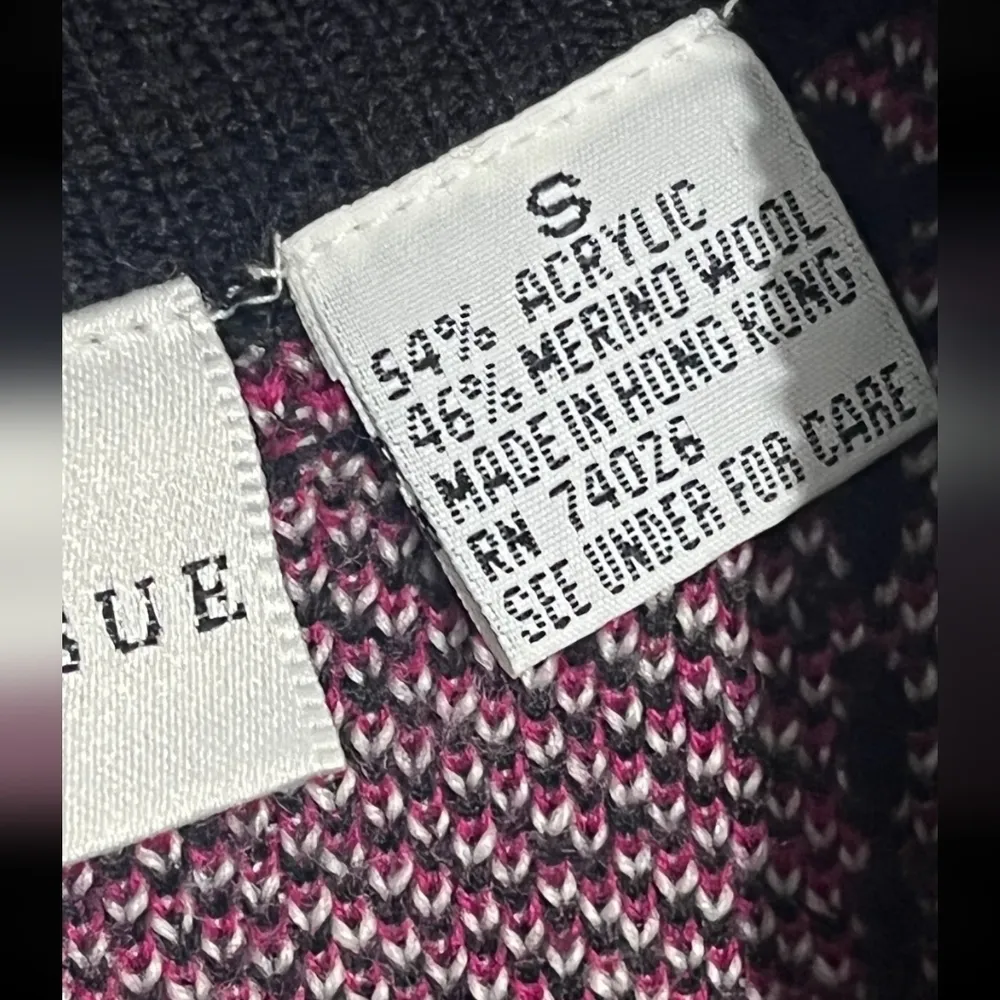 S
54% ACRYLIC
46% MERINO WOOL
MADE IN HONG KONG
RN 74026
SEE UNDER FOR CARE